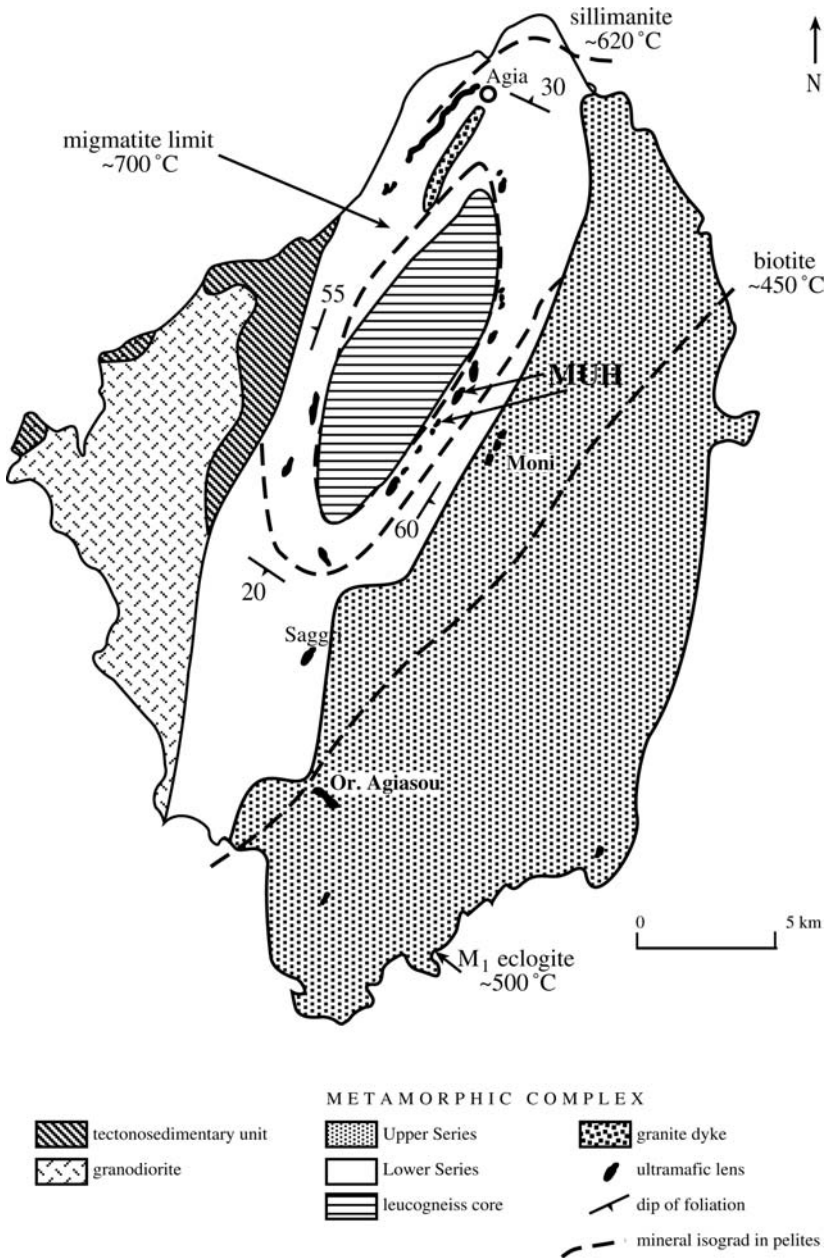 sillimanite
~620°C
N
Agia
30
migmatite limit
~700°C
biotite
~450°C
55
MUH
Moni
60
20
Saggri
Or. Agiasou
0 5 km
M1 eclogite
~500°C
METAMORPHIC COMPLEX
tectonosedimentary unit
Upper Series
granite dyke
granodiorite
Lower Series
ultramafic lens
leucogneiss core
dip of foliation
mineral isograd in pelites